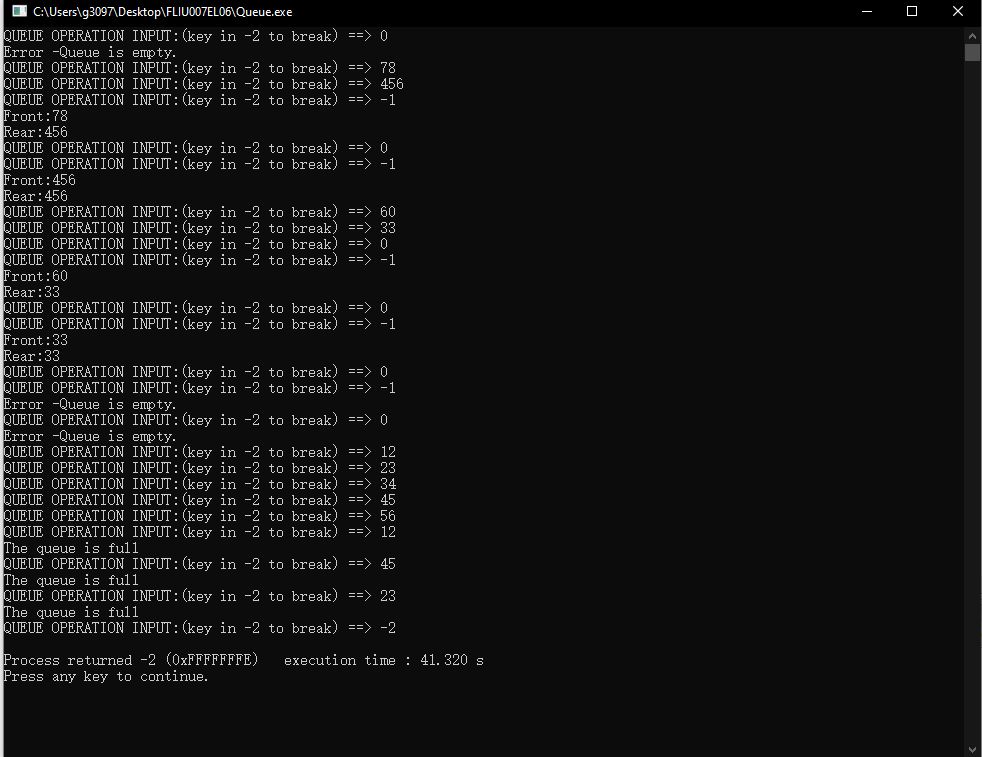 C:\Users\g3097\Desktop\FLIU007EL06\Queue.exe
QUEUE OPERATION INPUT:(key in -2 to break) ==> 0
Error -Queue is empty.
QUEUE OPERATION INPUT:(key in -2 to break) ==> 78
QUEUE OPERATION INPUT:(key in -2 to break) ==> 456
QUEUE OPERATION INPUT:(key in -2 to break) ==> -1
Front:78
Rear:456
QUEUE OPERATION INPUT:(key in -2 to break) ==> 0
QUEUE OPERATION INPUT:(key in -2 to break) ==> -1
Front:456
Rear:456
QUEUE OPERATION INPUT:(key in -2 to break) ==> 60
QUEUE OPERATION INPUT:(key in -2 to break) ==> 33
QUEUE OPERATION INPUT:(key in -2 to break) ==> 0
QUEUE OPERATION INPUT:(key in -2 to break) ==> -1
Front:60
Rear:33
QUEUE OPERATION INPUT:(key in -2 to break) ==> 0
QUEUE OPERATION INPUT:(key in -2 to break) ==> -1
Front:33
Rear:33
QUEUE OPERATION INPUT:(key in -2 to break) ==> 0
QUEUE OPERATION INPUT:(key in -2 to break) ==> -1
Error -Queue is empty.
QUEUE OPERATION INPUT:(key in -2 to break) ==> 0
Error -Queue is empty.
QUEUE OPERATION INPUT:(key in -2 to break) ==> 12
QUEUE OPERATION INPUT:(key in -2 to break) ==> 23
QUEUE OPERATION INPUT:(key in -2 to break) ==> 34
QUEUE OPERATION INPUT:(key in -2 to break) ==> 45
QUEUE OPERATION INPUT:(key in -2 to break) ==> 56
QUEUE OPERATION INPUT:(key in -2 to break) ==> 12
The queue is full
QUEUE OPERATION INPUT:(key in -2 to break) ==> 45
The queue is full
QUEUE OPERATION INPUT:(key in -2 to break) ==> 23
The queue is full
QUEUE OPERATION INPUT:(key in -2 to break) ==> -2
Process returned -2 (0xFFFFFFFE)   execution time : 41.320 s
Press any key to continue.